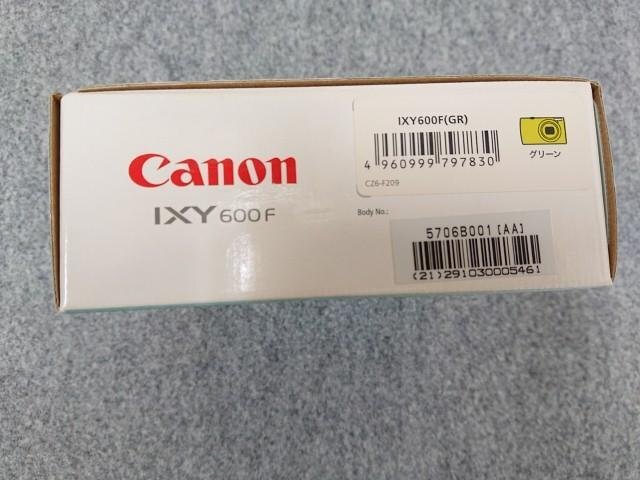 Canon
IXY 600 F
IXY600F(GR)
4 960999 797830
グリーン
CZ6-F209
Body No.:
5706B001 [AA]
(21)291030005461